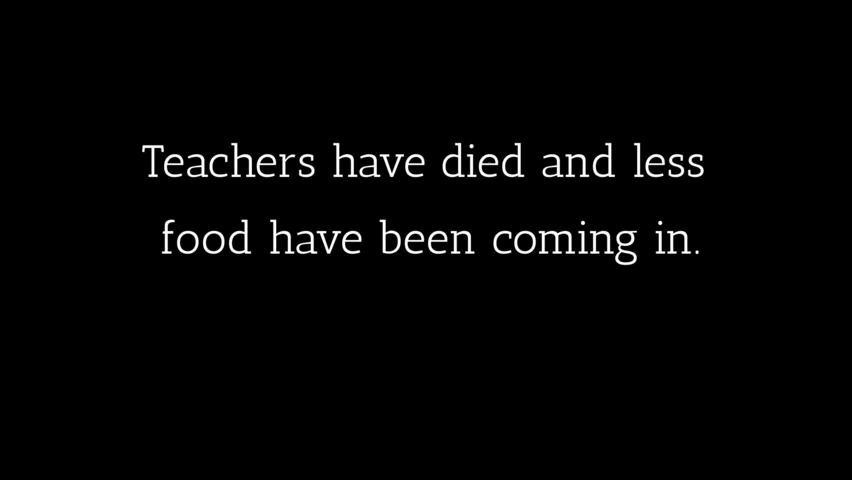 Teachers have died and less
food have been coming in.